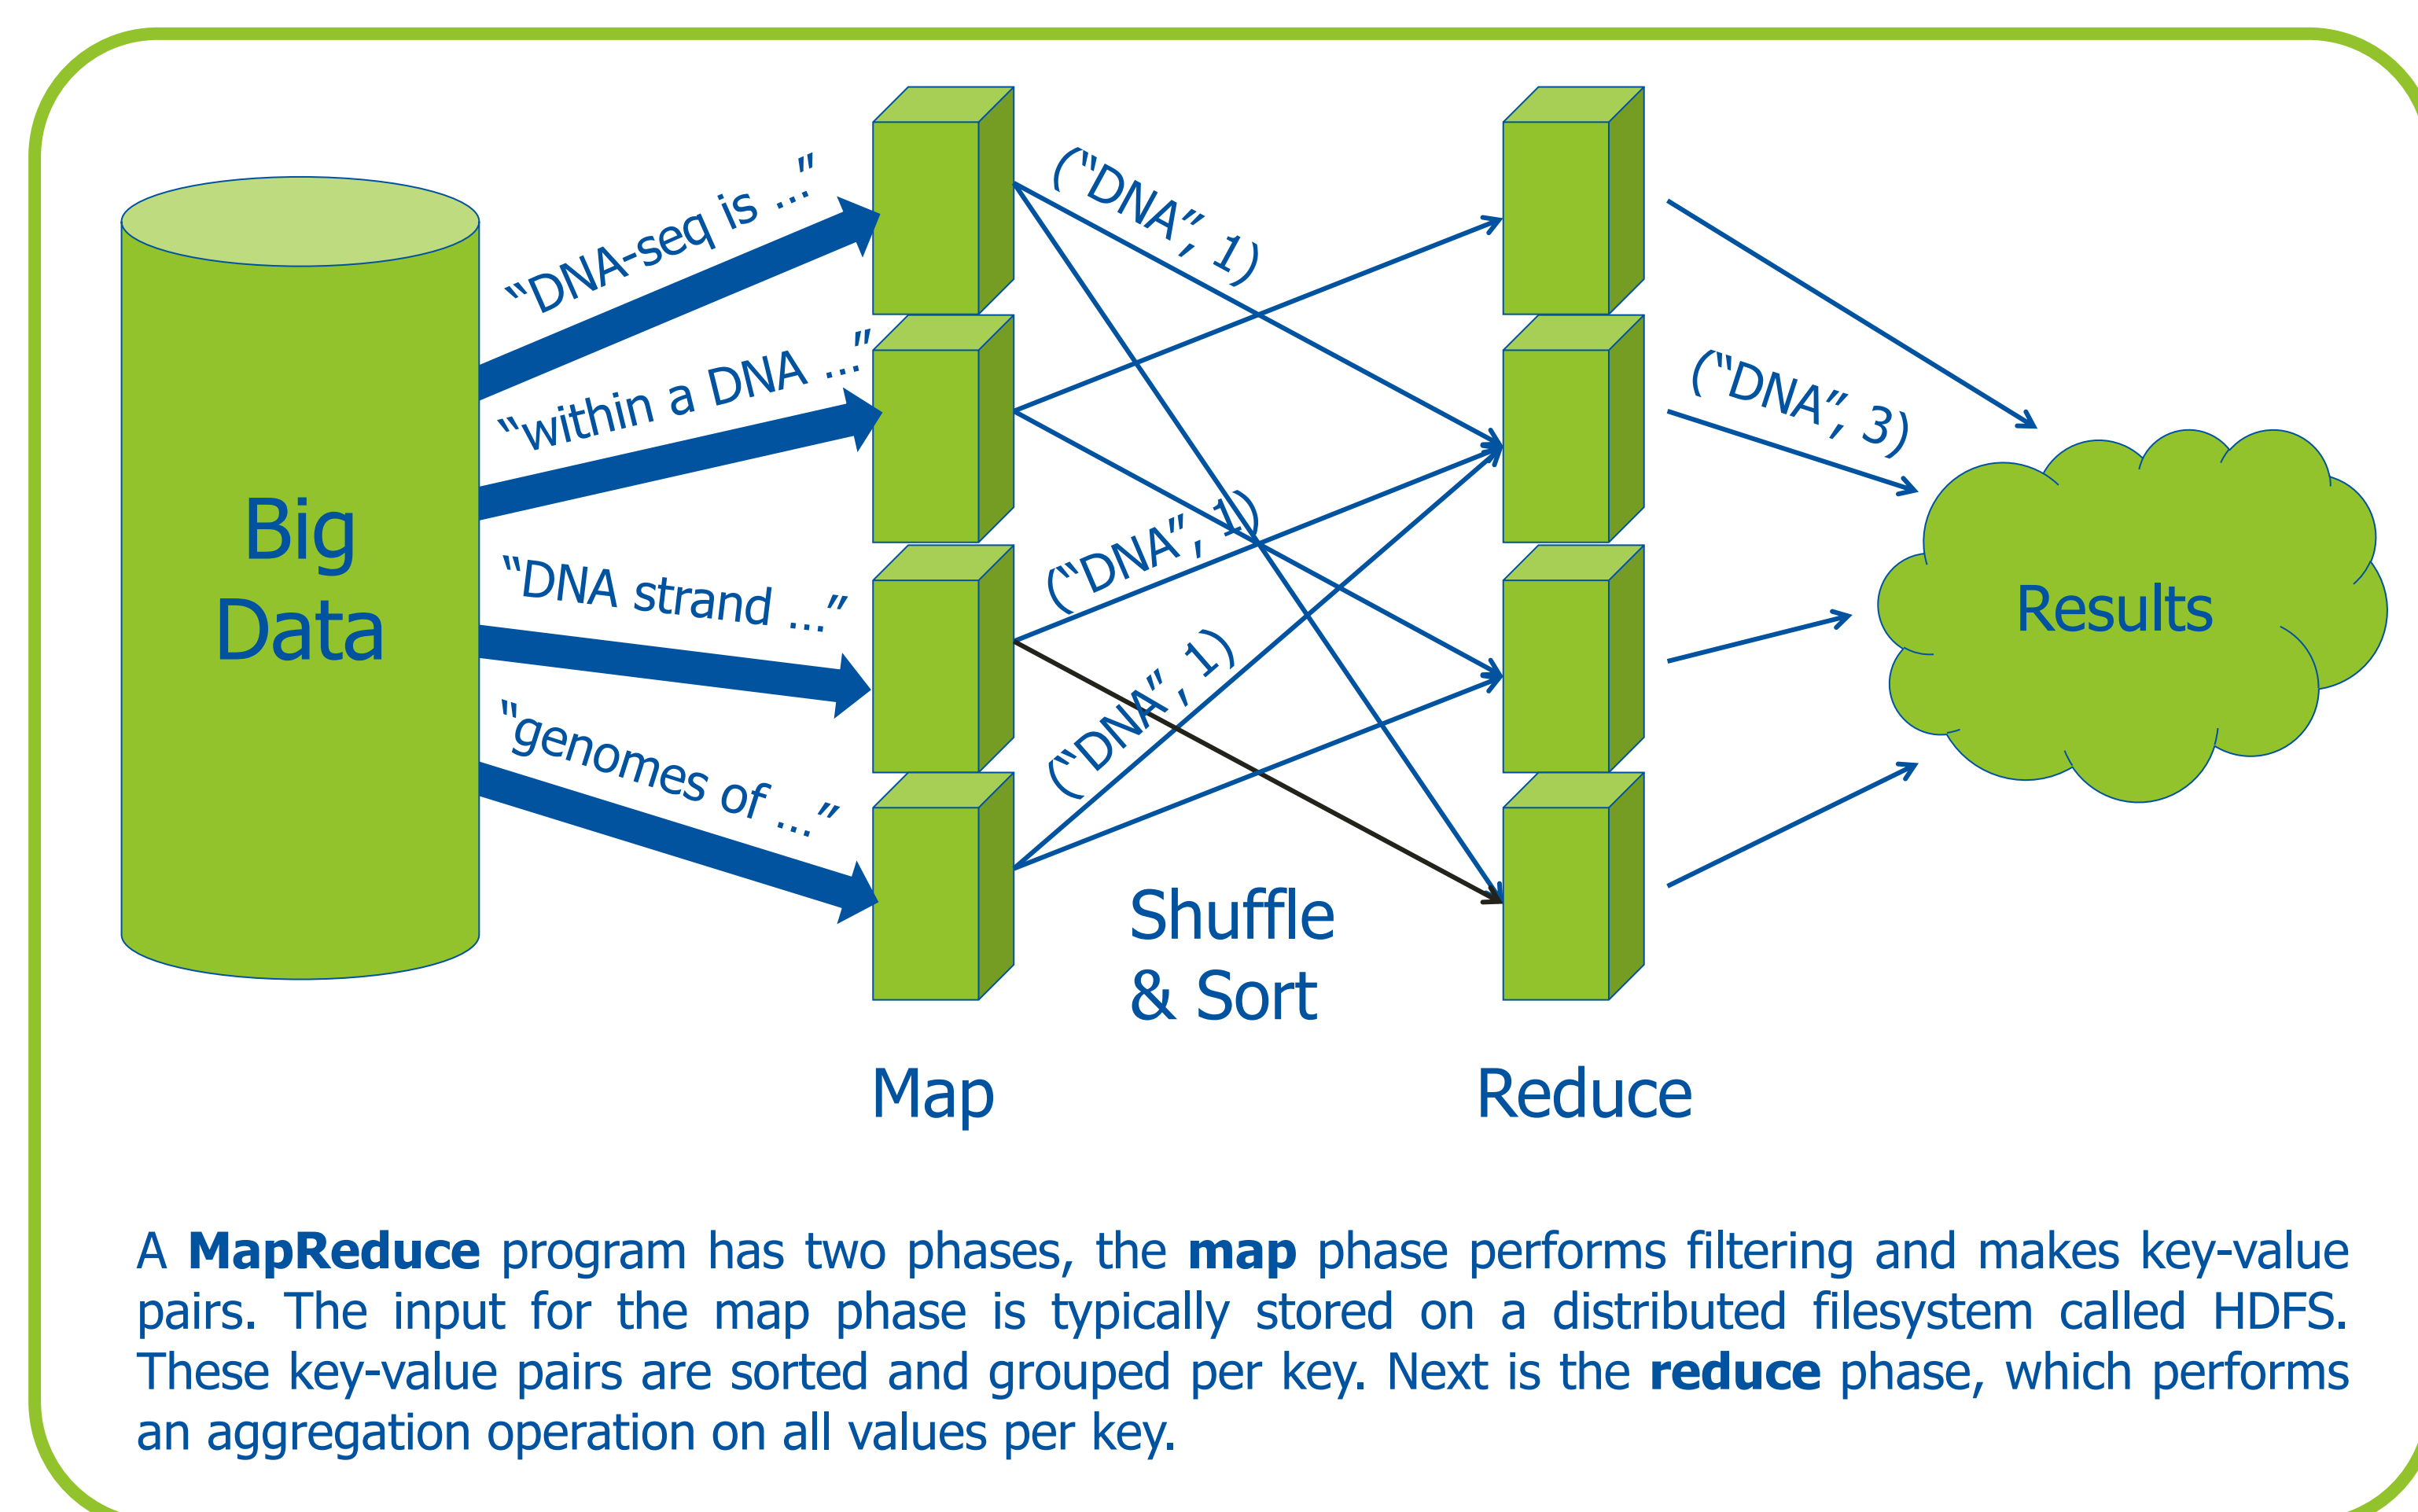 “DNA-seq is ...”
“within a DNA ...”
“DNA strand ...”
“genomes of ...”
Big
Data
(“DNA”, 1)
(“DNA”, 1)
(“DNA”, 1)
(“DNA”, 3)
Results
Shuffle
& Sort
Map
Reduce
A MapReduce program has two phases, the map phase performs filtering and makes key-value
pairs. The input for the map phase is typically stored on a distributed filesystem called HDFS.
These key-value pairs are sorted and grouped per key. Next is the reduce phase, which performs
an aggregation operation on all values per key.